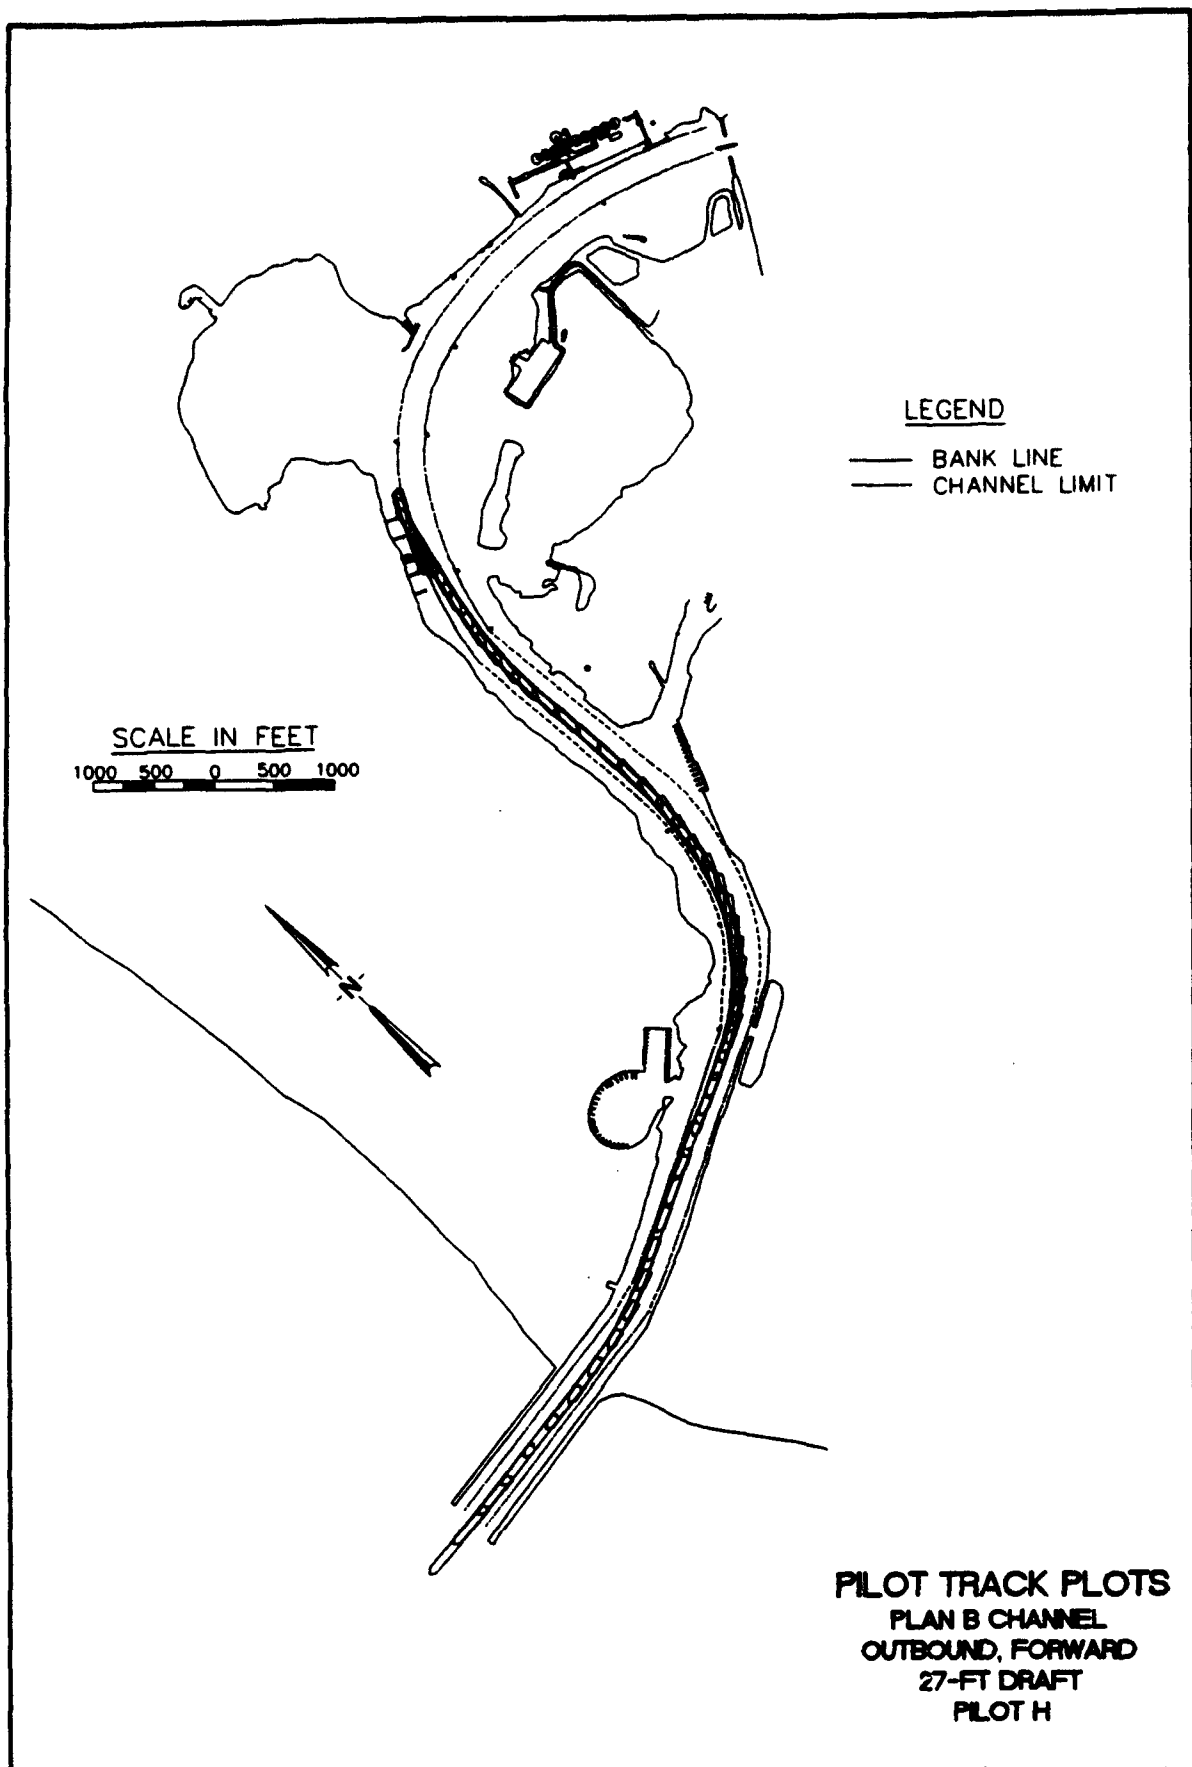 LEGEND
BANK LINE
CHANNEL LIMIT
SCALE IN FEET
1000 500 0 500 1000
N
PILOT TRACK PLOTS
PLAN B CHANNEL
OUTBOUND, FORWARD
27-FT DRAFT
PILOT H